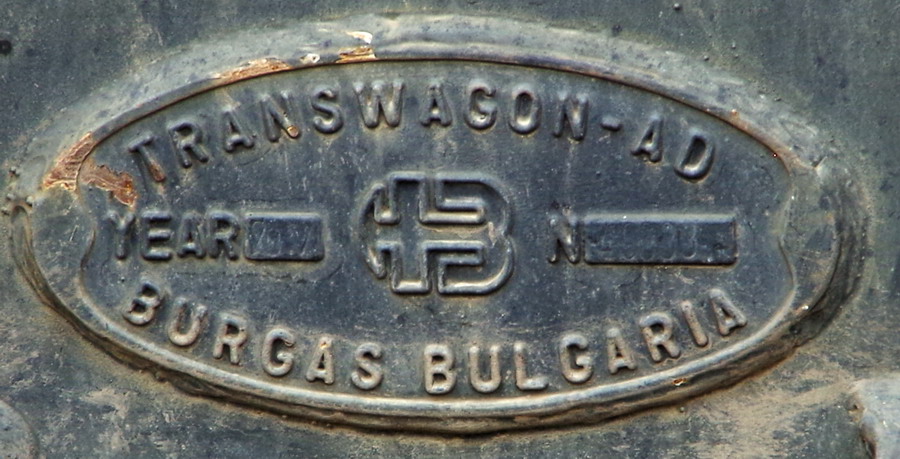 TRANSWAGON-AD
YEAR
N
BURGAS BULGARIA